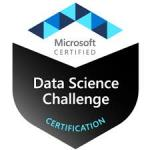 Microsoft
CERTIFIED
Data Science
Challenge
CERTIFICATION